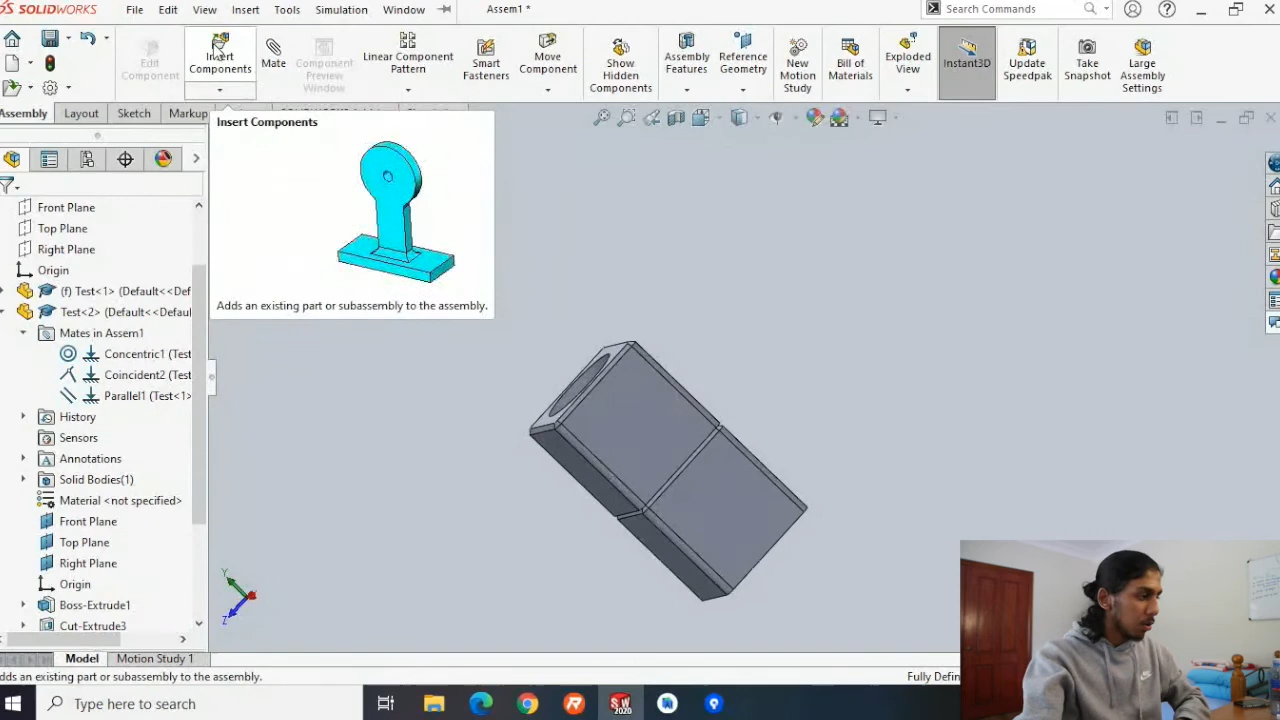 SOLIDWORKS
File Edit View Insert Tools Simulation Window
Assem1 *
Search Commands
Edit Component
Insert Components
Mate
Component Preview Window
Linear Component Pattern
Smart Fasteners
Move Component
Show Hidden Components
Assembly Features
Reference Geometry
New Motion Study
Bill of Materials
Exploded View
Instant3D
Update Speedpak
Take Snapshot
Large Assembly Settings
Assembly Layout Sketch Markup
Insert Components
Adds an existing part or subassembly to the assembly.
Front Plane
Top Plane
Right Plane
Origin
(f) Test<1> (Default<<Def
Test<2> (Default<<Defaul
Mates in Assem1
Concentric1 (Test
Coincident2 (Test
Parallel1 (Test<1>
History
Sensors
Annotations
Solid Bodies(1)
Material <not specified>
Front Plane
Top Plane
Right Plane
Origin
Boss-Extrude1
Cut-Extrude3
Y
Z
Model Motion Study 1
dds an existing part or subassembly to the assembly.
Fully Defin
Type here to search
SW
2020